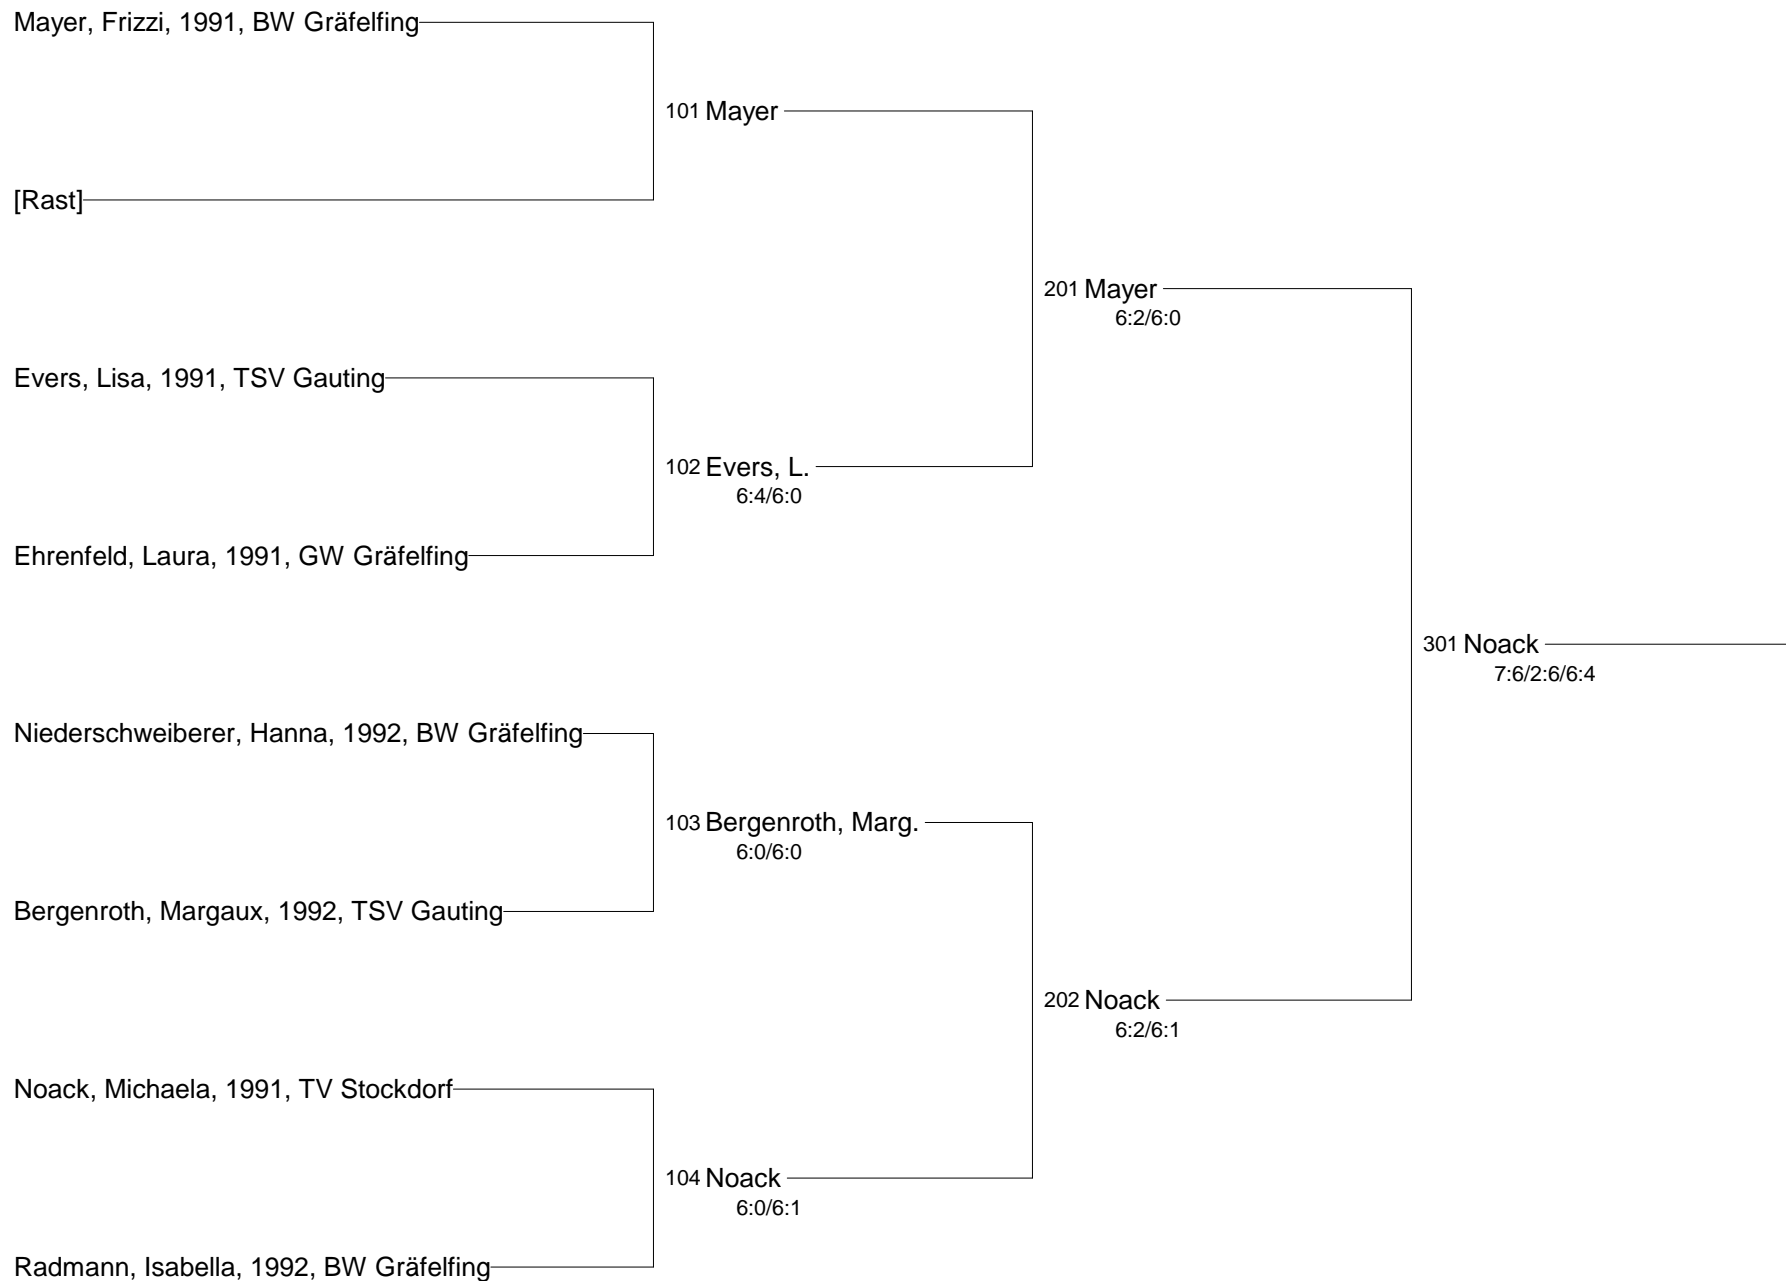 Mayer, Frizzi, 1991, BW Gräfelfing
101 Mayer
[Rast]
201 Mayer
6:2/6:0
Evers, Lisa, 1991, TSV Gauting
102 Evers, L.
6:4/6:0
Ehrenfeld, Laura, 1991, GW Gräfelfing
301 Noack
7:6/2:6/6:4
Niederschweiberer, Hanna, 1992, BW Gräfelfing
103 Bergenroth, Marg.
6:0/6:0
Bergenroth, Margaux, 1992, TSV Gauting
202 Noack
6:2/6:1
Noack, Michaela, 1991, TV Stockdorf
104 Noack
6:0/6:1
Radmann, Isabella, 1992, BW Gräfelfing